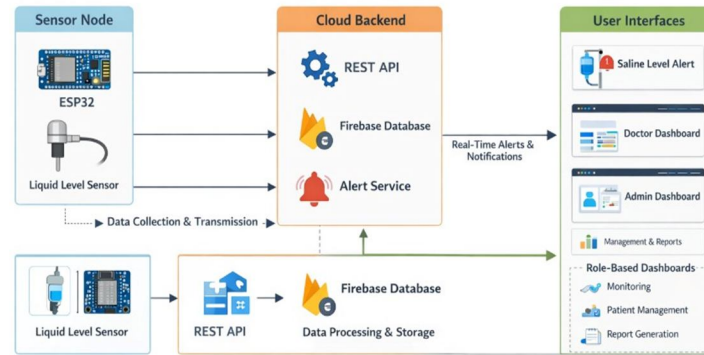 Sensor Node
ESP32
Liquid Level Sensor
Data Collection & Transmission
Cloud Backend
REST API
Firebase Database
Alert Service
Real-Time Alerts &
Notifications
User Interfaces
Saline Level Alert
Doctor Dashboard
Admin Dashboard
Management & Reports
Role-Based Dashboards
Monitoring
Patient Management
Report Generation
Liquid Level Sensor
REST API
Firebase Database
Data Processing & Storage